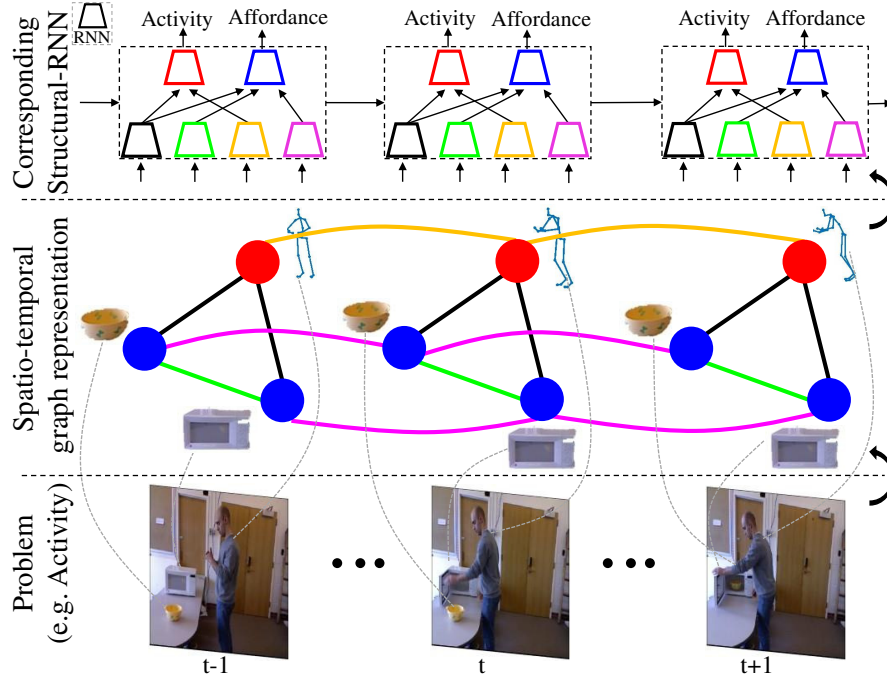 Corresponding
Structural-RNN
RNN
Activity Affordance
Activity Affordance
Activity Affordance
Spatio-temporal
graph representation
Problem
(e.g. Activity)
t-1
t
t+1